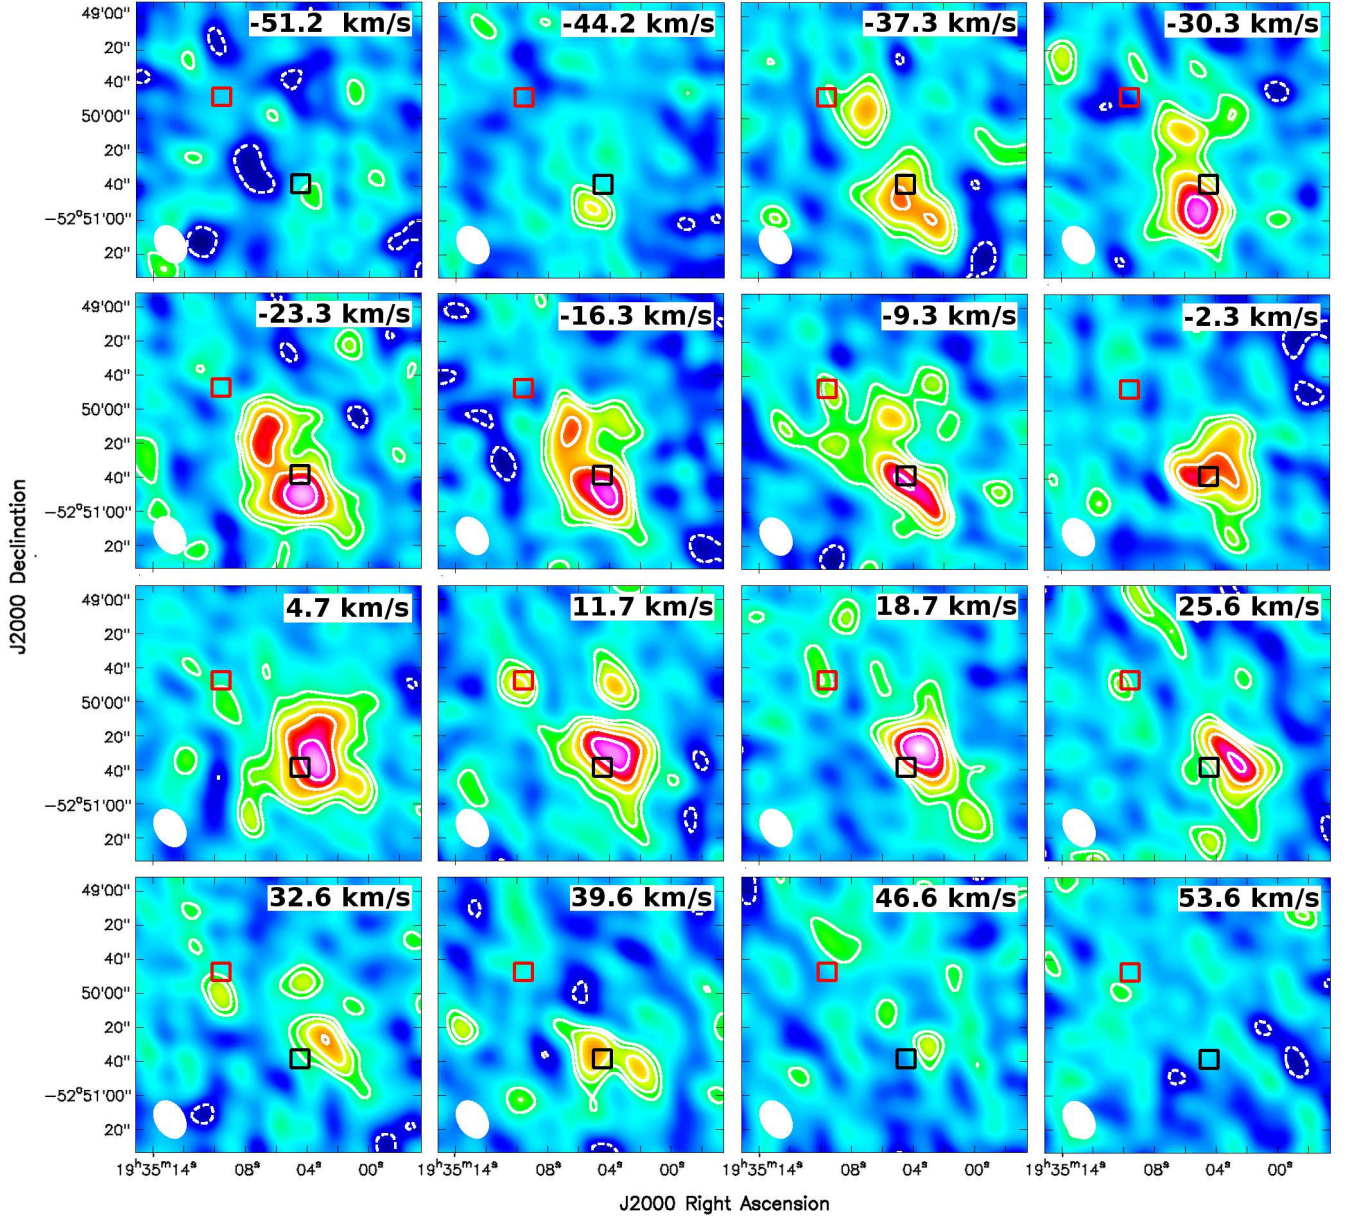 -51.2 km/s
-44.2 km/s
-37.3 km/s
-30.3 km/s
49'00"
20"
40"
50'00"
20"
40"
−52°51'00"
20"
-23.3 km/s
-16.3 km/s
-9.3 km/s
-2.3 km/s
49'00"
20"
40"
50'00"
20"
40"
−52°51'00"
20"
J2000 Declination
4.7 km/s
11.7 km/s
18.7 km/s
25.6 km/s
49'00"
20"
40"
50'00"
20"
40"
−52°51'00"
20"
32.6 km/s
39.6 km/s
46.6 km/s
53.6 km/s
49'00"
20"
40"
50'00"
20"
40"
−52°51'00"
20"
19ʰ35ᵐ14ˢ 08ˢ 04ˢ 00ˢ 19ʰ35ᵐ14ˢ 08ˢ 04ˢ 00ˢ 19ʰ35ᵐ14ˢ 08ˢ 04ˢ 00ˢ 19ʰ35ᵐ14ˢ 08ˢ 04ˢ 00ˢ
J2000 Right Ascension